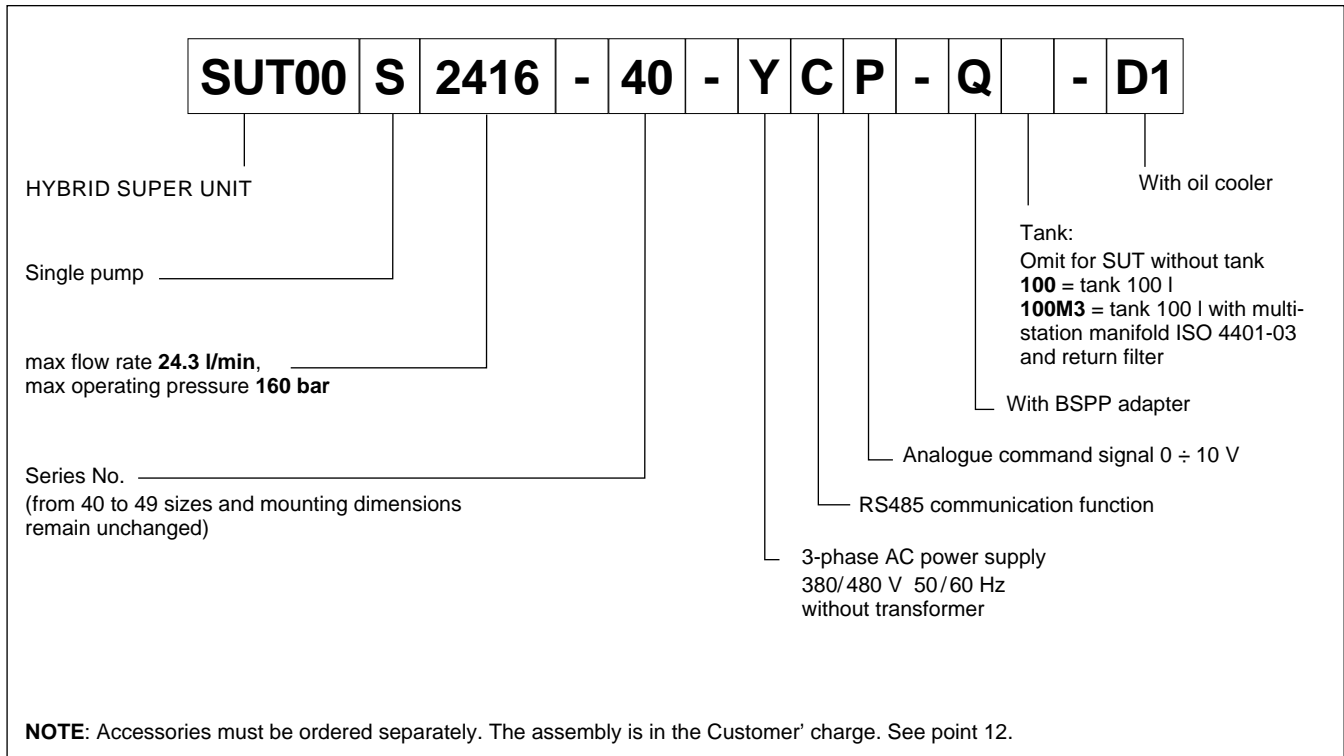 SUT00 S 2416 - 40 - Y C P - Q - D1
HYBRID SUPER UNIT
Single pump
max flow rate 24.3 l/min,
max operating pressure 160 bar
Series No.
(from 40 to 49 sizes and mounting dimensions
remain unchanged)
With oil cooler
Tank:
Omit for SUT without tank
100 = tank 100 l
100M3 = tank 100 l with multi-
station manifold ISO 4401-03
and return filter
With BSPP adapter
Analogue command signal 0 ÷ 10 V
RS485 communication function
3-phase AC power supply
380/480 V 50/60 Hz
without transformer
NOTE: Accessories must be ordered separately. The assembly is in the Customer' charge. See point 12.